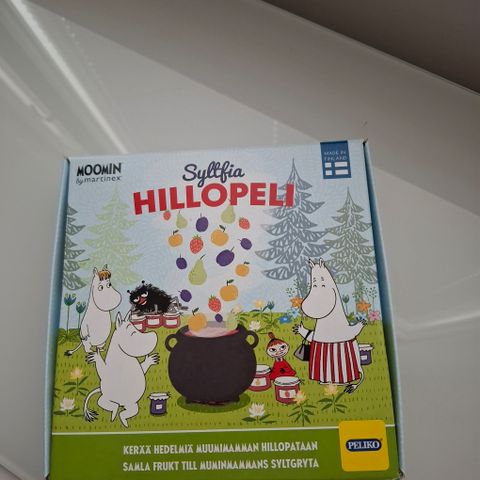 MOOMIN
by martinex
Syltfia
HILLOPELI
MADE IN
FINLAND
KERÄÄ HEDELMIÄ MUUMIMAMMAN HILLOPATAAN
SAMLA FRUKT TILL MUMINMAMMANS SYLTGRYTA
PELIKO